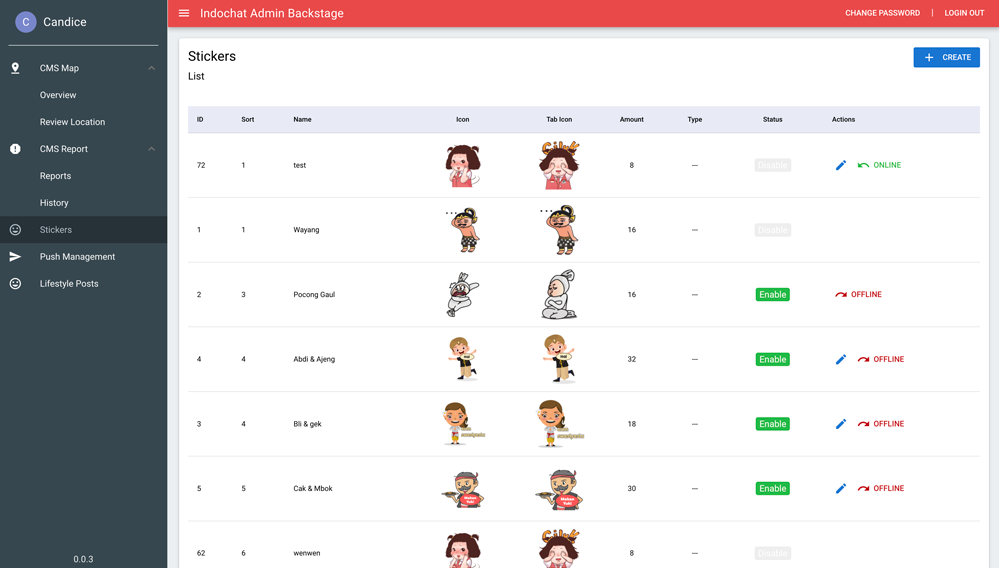 C Candice
Indochat Admin Backstage
CHANGE PASSWORD | LOGIN OUT
CMS Map
Overview
Review Location
CMS Report
Reports
History
Stickers
Push Management
Lifestyle Posts
0.0.3
Stickers
List
+ CREATE
ID Sort Name Icon Tab Icon Amount Type Status Actions
72 1 test 8 -- Disable ONLINE
1 1 Wayang 16 -- Disable
2 3 Pocong Gaul 16 -- Enable OFFLINE
4 4 Abdi & Ajeng 32 -- Enable OFFLINE
3 4 Bli & gek 18 -- Enable OFFLINE
5 5 Cak & Mbok 30 -- Enable OFFLINE
62 6 wenwen 8 -- Disable